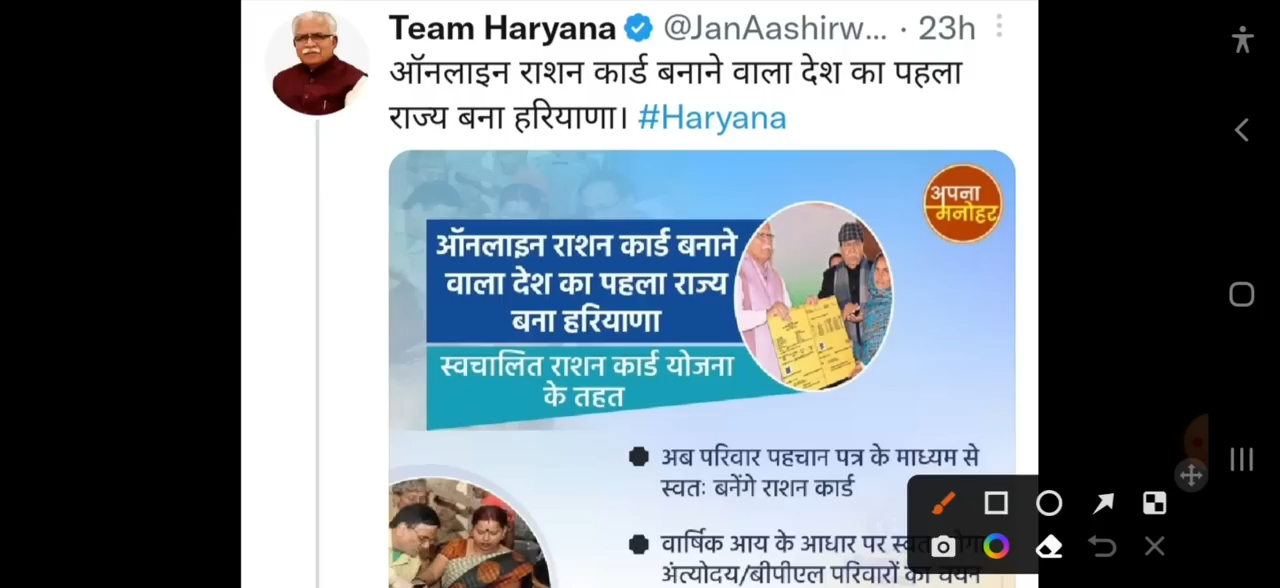 Team Haryana @JanAashirw... · 23h
ऑनलाइन राशन कार्ड बनाने वाला देश का पहला
राज्य बना हरियाणा। #Haryana
अपना
मनोहर
ऑनलाइन राशन कार्ड बनाने
वाला देश का पहला राज्य
बना हरियाणा
स्वचालित राशन कार्ड योजना
के तहत
अब परिवार पहचान पत्र के माध्यम से
स्वतः बनेंगे राशन कार्ड
वार्षिक आय के आधार पर
अंत्योदय/बीपीएल परिवारों का चयन